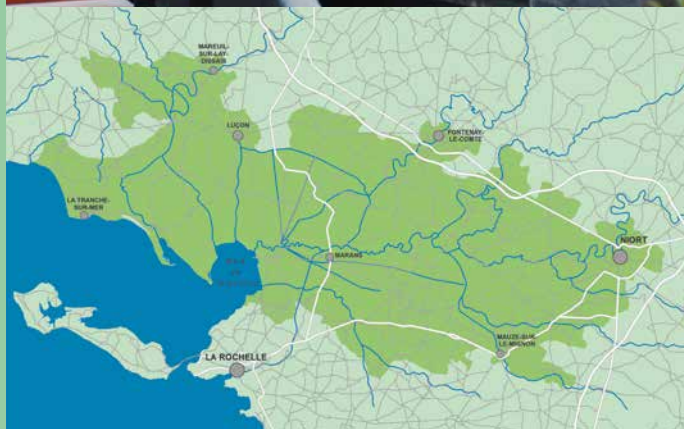 MAREUIL-
SUR-LAY-
DISSAIS
LUÇON
FONTENAY-
LE-COMTE
LA TRANCHE-
SUR-MER
MARANS
NIORT
MAUZÉ-SUR-
LE-MIGNON
LA ROCHELLE